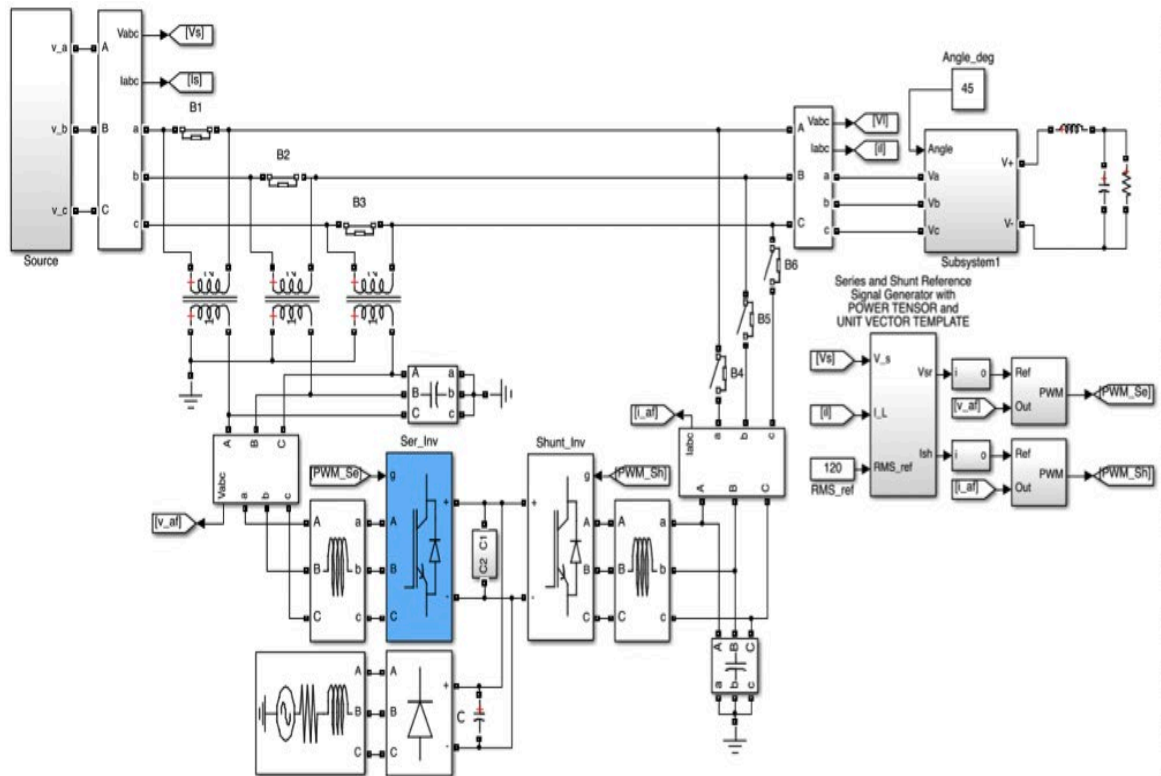 Vabc
[Vs]
v_a
A
Iabc
[Is]
B1
v_b
B
a
B2
b
v_c
C
B3
c
Source
Angle_deg
45
Vabc
[Vl]
A
Iabc
[il]
Angle
V+
B
a
Va
b
Vb
C
c
Vc
V-
Subsystem1
B6
B5
B4
Series and Shunt Reference
Signal Generator with
POWER TENSOR and
UNIT VECTOR TEMPLATE
[Vs]
V_s
Vsr
i
o
Ref
PWM
[PWM_Se]
[v_af]
Out
[il]
I_L
Ish
i
o
Ref
PWM
[PWM_Sh]
[i_af]
Out
120
RMS_ref
RMS_ref
A
a
B
b
C
c
A
B
C
Vabc
a
b
c
[v_af]
Ser_Inv
[PWM_Se]
g
A
a
A
+
B
b
B
C
c
C
-
C1
C2
Shunt_Inv
+
g
[PWM_Sh]
A
A
a
B
B
b
-
C
C
c
[i_af]
Iabc
a
b
c
A
B
C
A
B
C
a
b
c
A
A
+
B
B
C
C
C
-